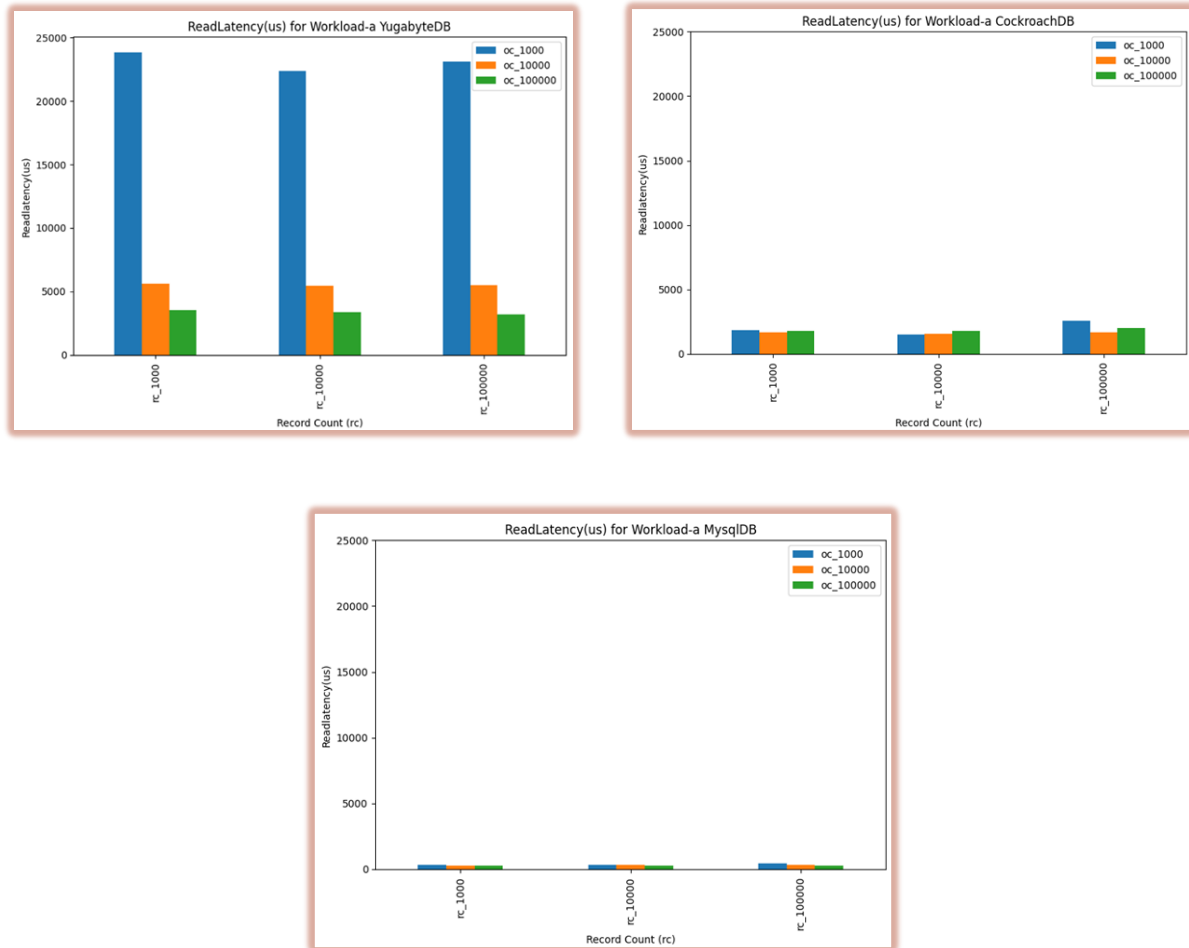 ReadLatency(us) for Workload-a YugabyteDB
25000
20000
15000
10000
5000
0
Readlatency(us)
oc_1000
oc_10000
oc_100000
rc_1000
rc_10000
rc_100000
Record Count (rc)
ReadLatency(us) for Workload-a CockroachDB
25000
20000
15000
10000
5000
0
Readlatency(us)
oc_1000
oc_10000
oc_100000
rc_1000
rc_10000
rc_100000
Record Count (rc)
ReadLatency(us) for Workload-a MysqlDB
25000
20000
15000
10000
5000
0
Readlatency(us)
oc_1000
oc_10000
oc_100000
rc_1000
rc_10000
rc_100000
Record Count (rc)